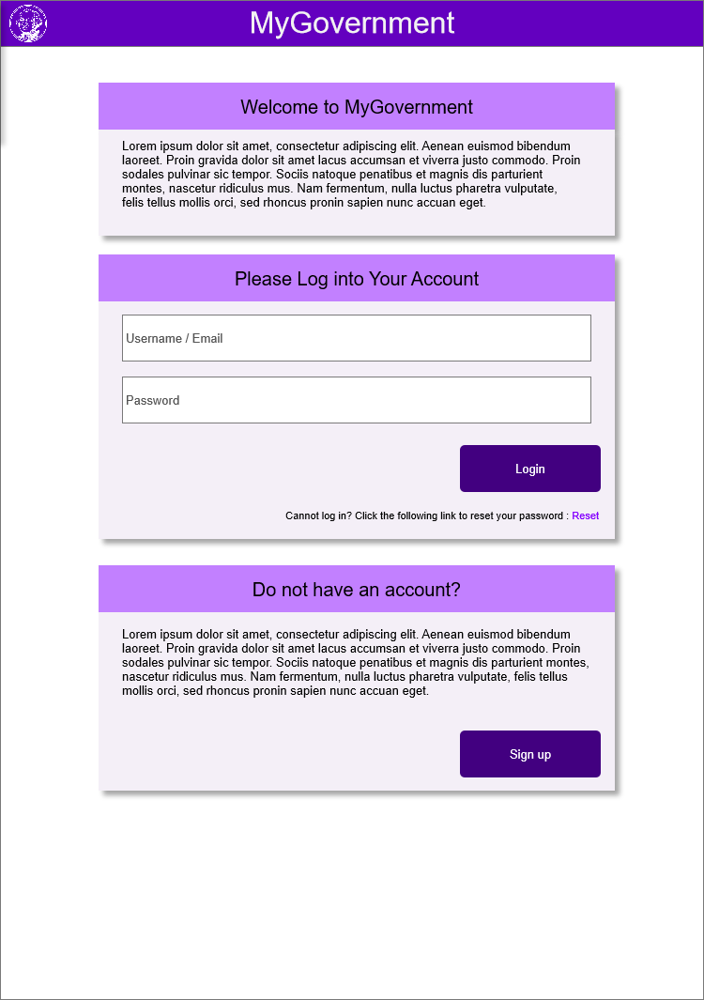 MyGovernment
Welcome to MyGovernment
Lorem ipsum dolor sit amet, consectetur adipiscing elit. Aenean euismod bibendum
laoreet. Proin gravida dolor sit amet lacus accumsan et viverra justo commodo. Proin
sodales pulvinar sic tempor. Sociis natoque penatibus et magnis dis parturient
montes, nascetur ridiculus mus. Nam fermentum, nulla luctus pharetra vulputate,
felis tellus mollis orci, sed rhoncus pronin sapien nunc accuan eget.
Please Log into Your Account
Username / Email
Password
Login
Cannot log in? Click the following link to reset your password : Reset
Do not have an account?
Lorem ipsum dolor sit amet, consectetur adipiscing elit. Aenean euismod bibendum
laoreet. Proin gravida dolor sit amet lacus accumsan et viverra justo commodo. Proin
sodales pulvinar sic tempor. Sociis natoque penatibus et magnis dis parturient montes,
nascetur ridiculus mus. Nam fermentum, nulla luctus pharetra vulputate, felis tellus
mollis orci, sed rhoncus pronin sapien nunc accuan eget.
Sign up